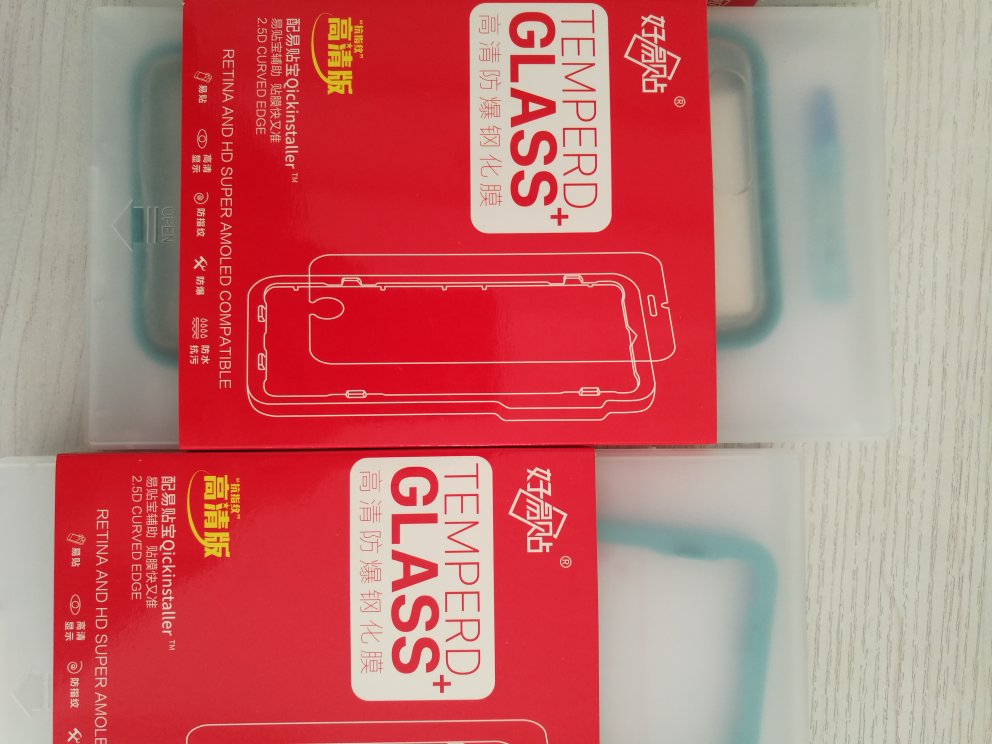 好易贴®
TEMPERD
GLASS+
高清防爆钢化膜
“抗指纹”
高清版
配易贴宝Qickinstaller™
易贴宝辅助 贴膜快又准
2.5D CURVED EDGE
RETINA AND HD SUPER AMOLED COMPATIBLE
易贴
高清
显示
防指纹
防爆
防水
抗污
OPEN
®
TEMPERD
GLASS+
高清防爆钢化膜
“抗指纹”
高清版
配易贴宝Qickinstaller™
易贴宝辅助 贴膜快又准
2.5D CURVED EDGE
RETINA AND HD SUPER AMOLE
易贴
高清
显示
防指纹